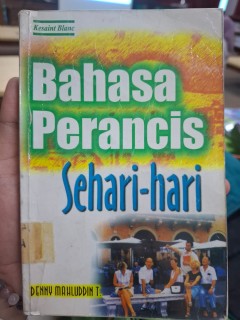 Kesaint Blanc
Bahasa
Perancis
Sehari-hari
DENNY MAHLUDDIN T.